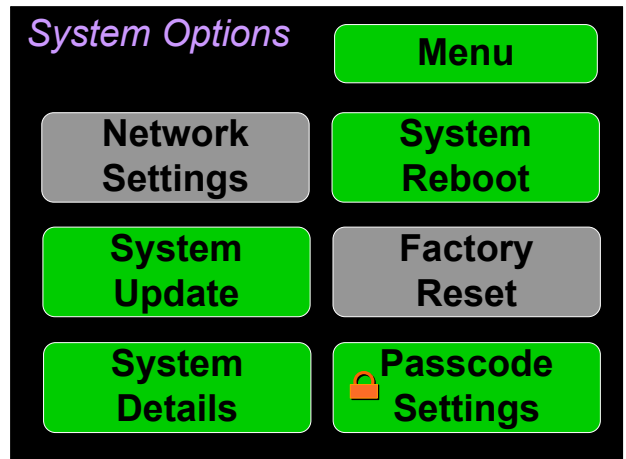 System Options
Menu
Network
Settings
System
Reboot
System
Update
Factory
Reset
System
Details
Passcode
Settings